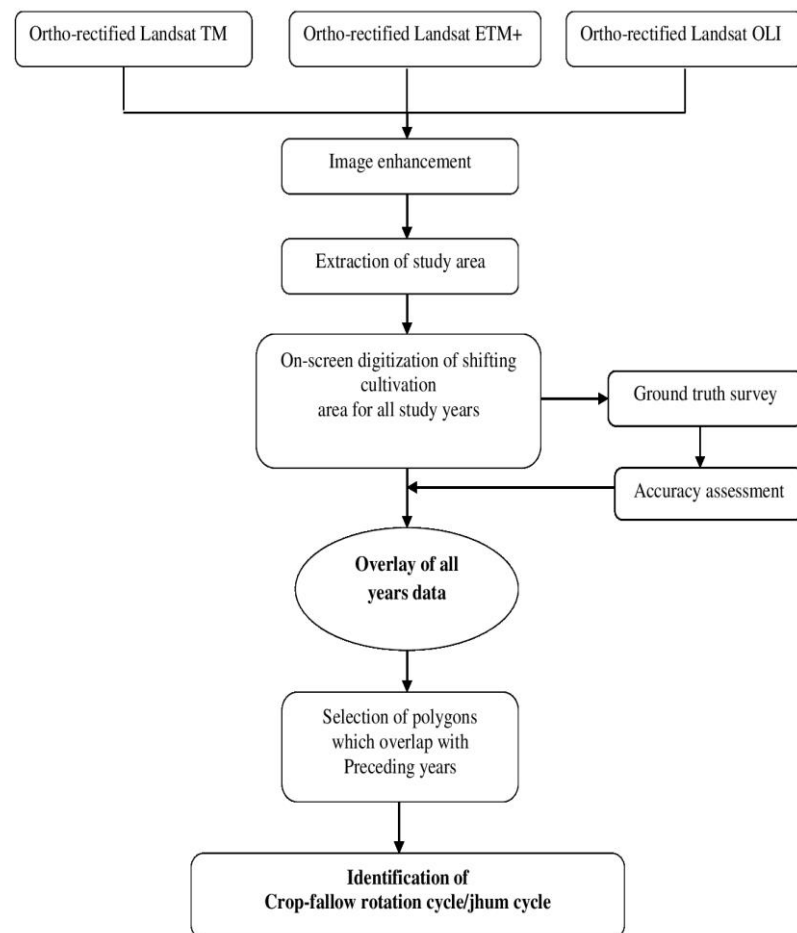 Ortho-rectified Landsat TM
Ortho-rectified Landsat ETM+
Ortho-rectified Landsat OLI
Image enhancement
Extraction of study area
On-screen digitization of shifting
cultivation
area for all study years
Ground truth survey
Accuracy assessment
Overlay of all
years data
Selection of polygons
which overlap with
Preceding years
Identification of
Crop-fallow rotation cycle/jhum cycle